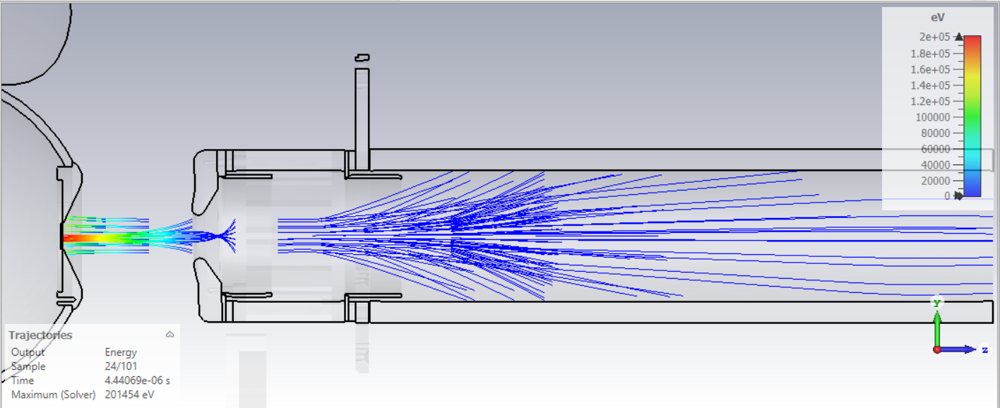 eV
2e+05
1.8e+05
1.6e+05
1.4e+05
1.2e+05
100000
80000
60000
40000
20000
0
Y
z
Trajectories
Output Energy
Sample 24/101
Time 4.44069e-06 s
Maximum (Solver) 201454 eV